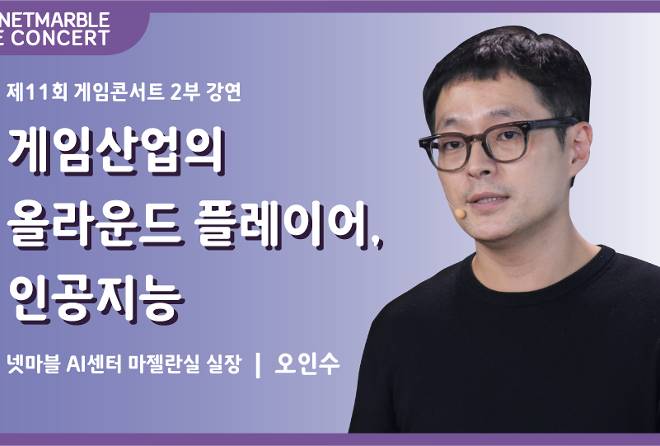 NETMARBLE
E CONCERT
제11회 게임콘서트 2부 강연
게임산업의
올라운드 플레이어,
인공지능
넷마블 AI센터 마젤란실 실장 | 오인수